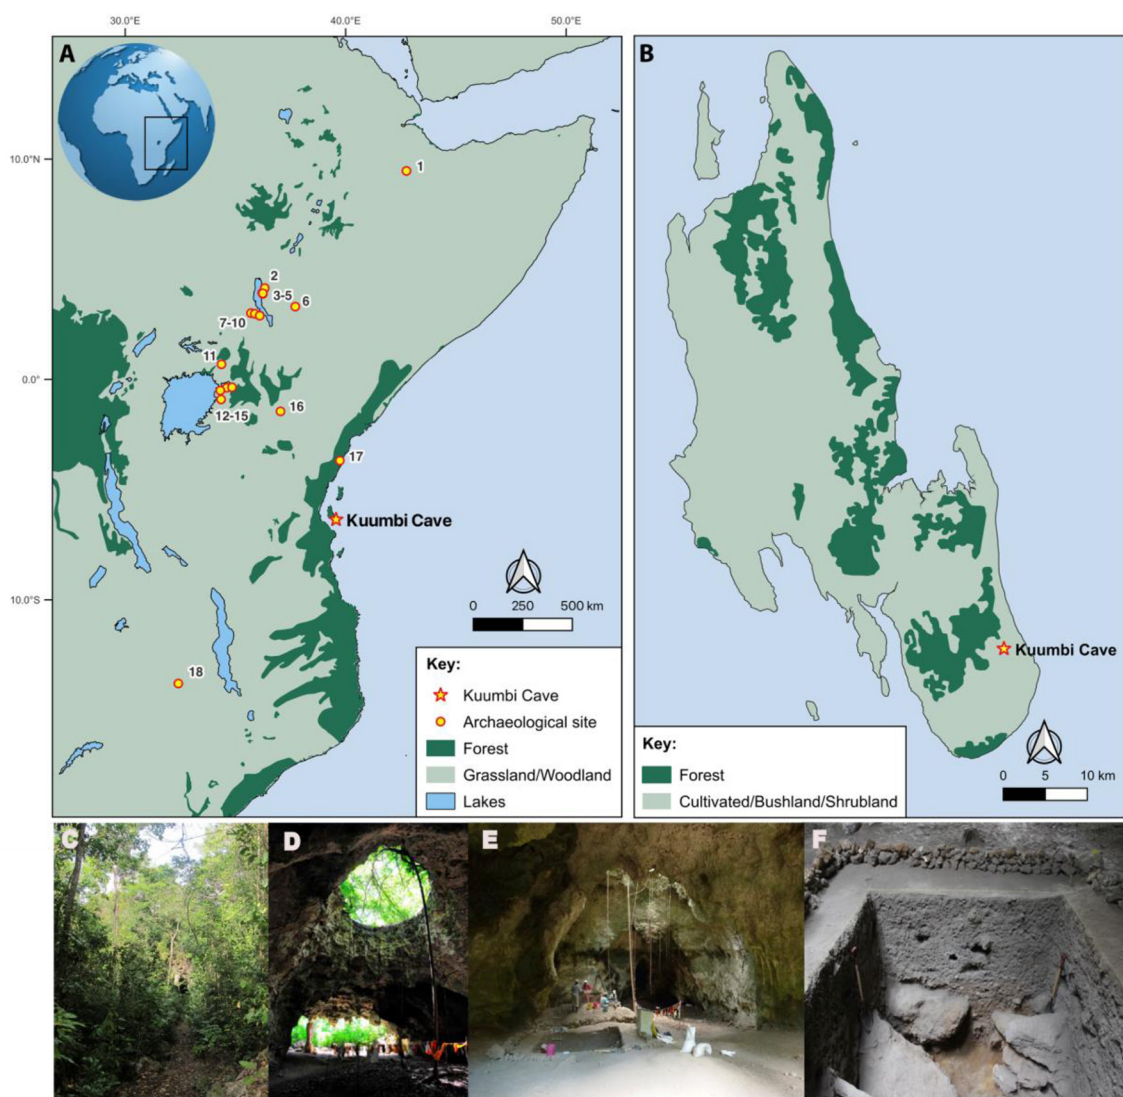 30.0°E 40.0°E 50.0°E
A
B
10.0°N
1
2
3-5
6
7-10
11
0.0°
12-15
16
17
Kuumbi Cave
10.0°S
0 250 500 km
18
Key:
Kuumbi Cave
Archaeological site
Forest
Grassland/Woodland
Lakes
Kuumbi Cave
Key:
Forest
Cultivated/Bushland/Shrubland
0 5 10 km
C D E F